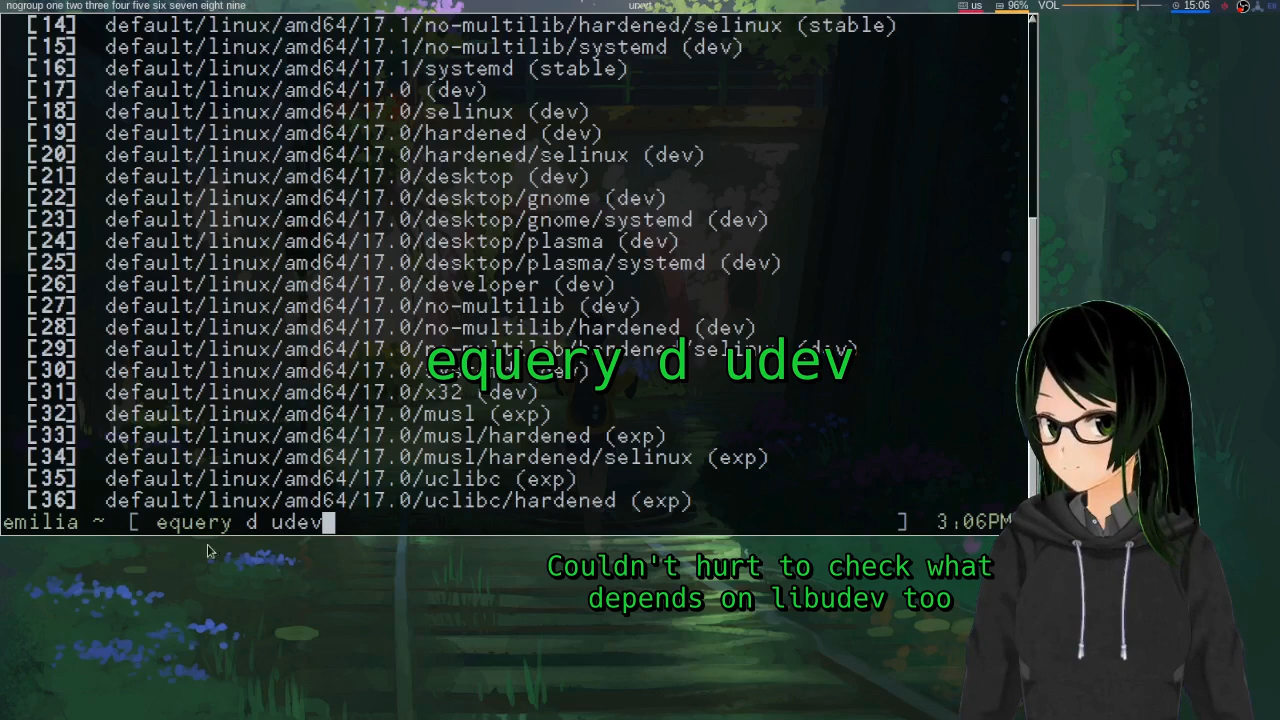 nogroup one two three four five six seven eight nine urxvt us 96% VOL 15:06 EN
[14] default/linux/amd64/17.1/no-multilib/hardened/selinux (stable)
[15] default/linux/amd64/17.1/no-multilib/systemd (dev)
[16] default/linux/amd64/17.1/systemd (stable)
[17] default/linux/amd64/17.0 (dev)
[18] default/linux/amd64/17.0/selinux (dev)
[19] default/linux/amd64/17.0/hardened (dev)
[20] default/linux/amd64/17.0/hardened/selinux (dev)
[21] default/linux/amd64/17.0/desktop (dev)
[22] default/linux/amd64/17.0/desktop/gnome (dev)
[23] default/linux/amd64/17.0/desktop/gnome/systemd (dev)
[24] default/linux/amd64/17.0/desktop/plasma (dev)
[25] default/linux/amd64/17.0/desktop/plasma/systemd (dev)
[26] default/linux/amd64/17.0/developer (dev)
[27] default/linux/amd64/17.0/no-multilib (dev)
[28] default/linux/amd64/17.0/no-multilib/hardened (dev)
[29] default/linux/amd64/17.0/no-multilib/hardened/selinux (dev)
equery d udev
[30] default/linux/amd64/17.0/systemd (dev)
[31] default/linux/amd64/17.0/x32 (dev)
[32] default/linux/amd64/17.0/musl (exp)
[33] default/linux/amd64/17.0/musl/hardened (exp)
[34] default/linux/amd64/17.0/musl/hardened/selinux (exp)
[35] default/linux/amd64/17.0/uclibc (exp)
[36] default/linux/amd64/17.0/uclibc/hardened (exp)
emilia ~ [ equery d udev ] 3:06PM
Couldn't hurt to check what
depends on libudev too